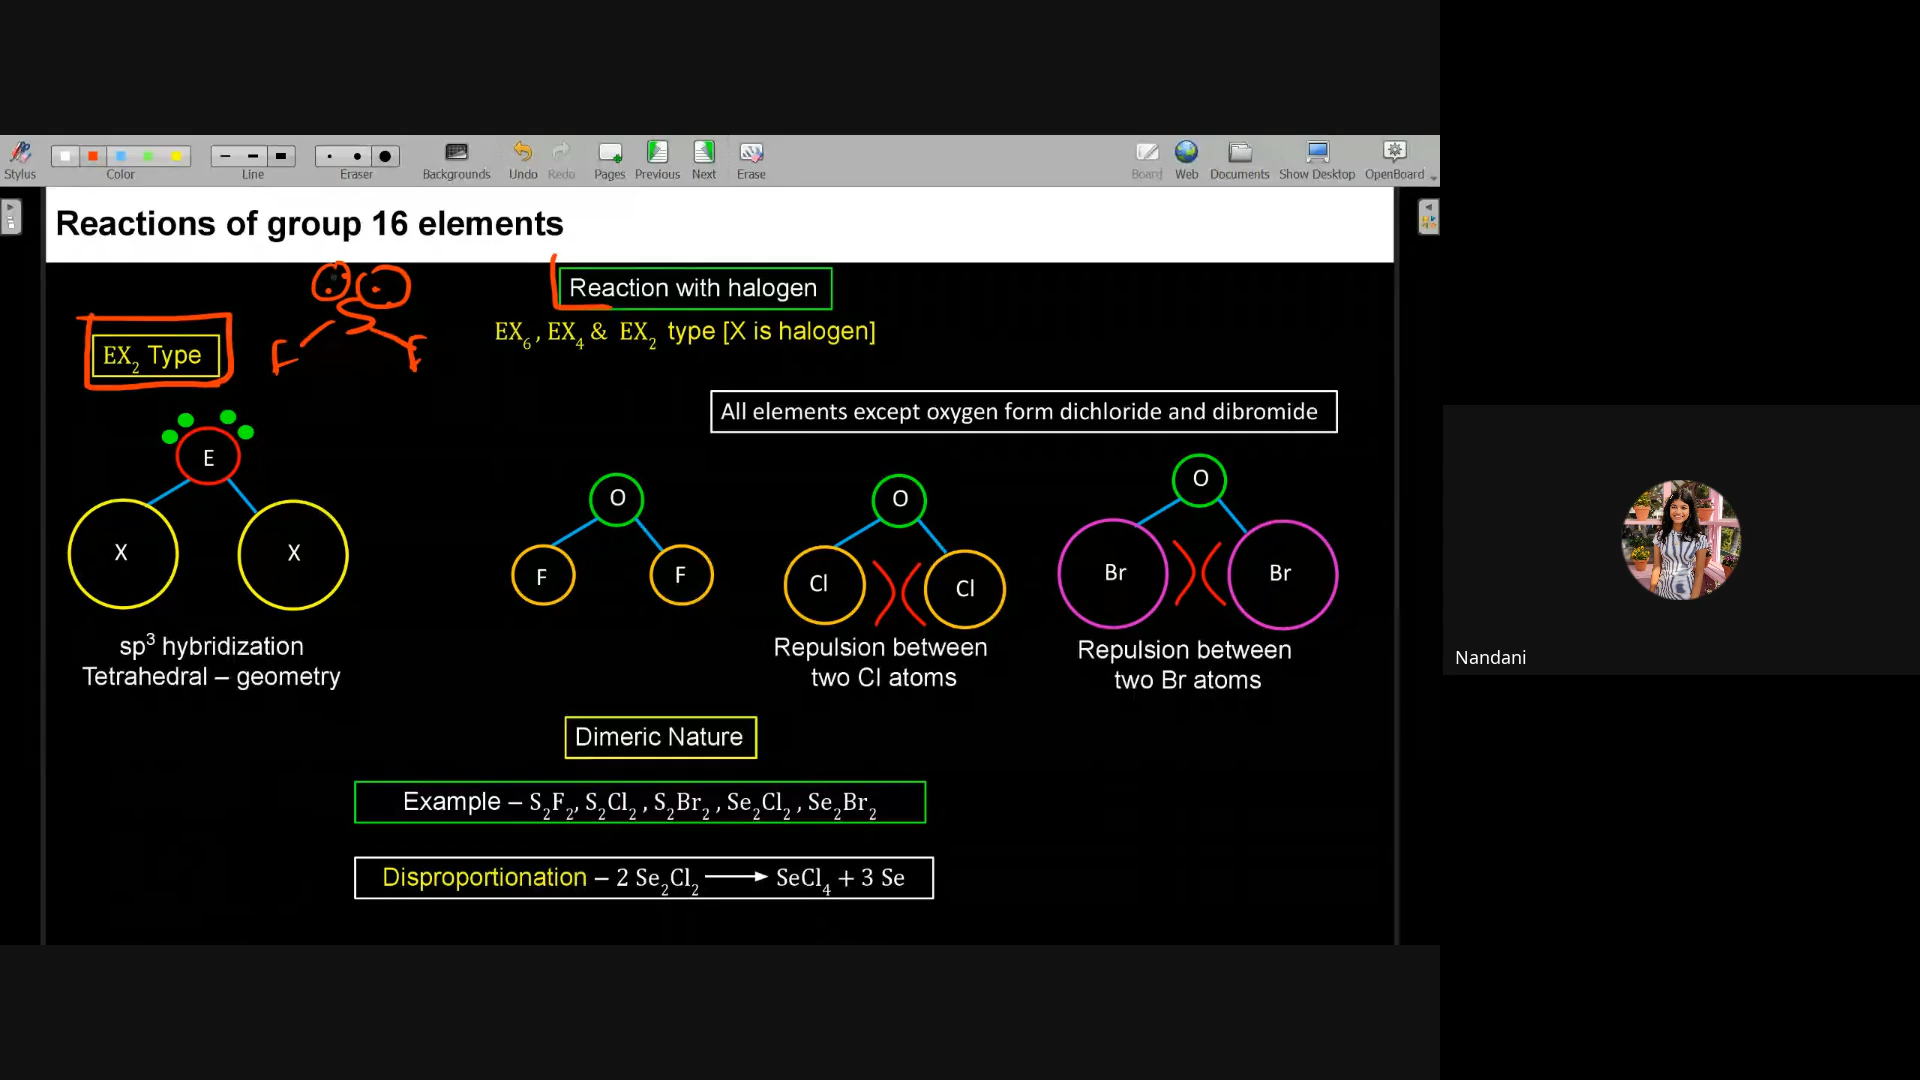 Stylus Color Line Eraser Backgrounds Undo Redo Pages Previous Next Erase Board Web Documents Show Desktop OpenBoard
Reactions of group 16 elements
Reaction with halogen
EX₆, EX₄ & EX₂ type [X is halogen]
EX₂ Type
S
F F
All elements except oxygen form dichloride and dibromide
E
X X
sp³ hybridization
Tetrahedral – geometry
O
F F
O
Cl Cl
Repulsion between
two Cl atoms
O
Br Br
Repulsion between
two Br atoms
Dimeric Nature
Example – S₂F₂, S₂Cl₂ , S₂Br₂ , Se₂Cl₂ , Se₂Br₂
Disproportionation – 2 Se₂Cl₂ ⟶ SeCl₄ + 3 Se
Nandani